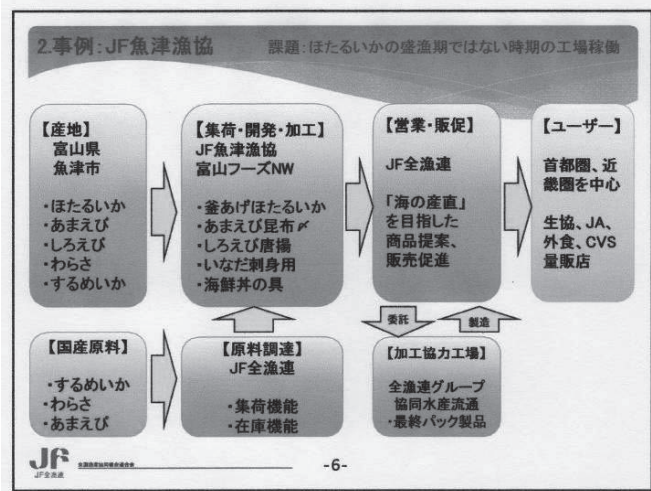 2.事例:JF魚津漁協
課題:ほたるいかの盛漁期ではない時期の工場稼働
【産地】
富山県
魚津市
・ほたるいか
・あまえび
・しろえび
・わらさ
・するめいか
【集荷・開発・加工】
JF魚津漁協
富山フーズNW
・釜あげほたるいか
・あまえび昆布〆
・しろえび唐揚
・いなだ刺身用
・海鮮丼の具
【営業・販促】
JF全漁連
「海の産直」
を目指した
商品提案、
販売促進
【ユーザー】
首都圏、近
畿圏を中心
生協、JA、
外食、CVS
量販店
委託
製造
【国産原料】
・するめいか
・わらさ
・あまえび
【原料調達】
JF全漁連
・集荷機能
・在庫機能
【加工協力工場】
全漁連グループ
協同水産流通
・最終パック製品
JF
JF全漁連
-6-